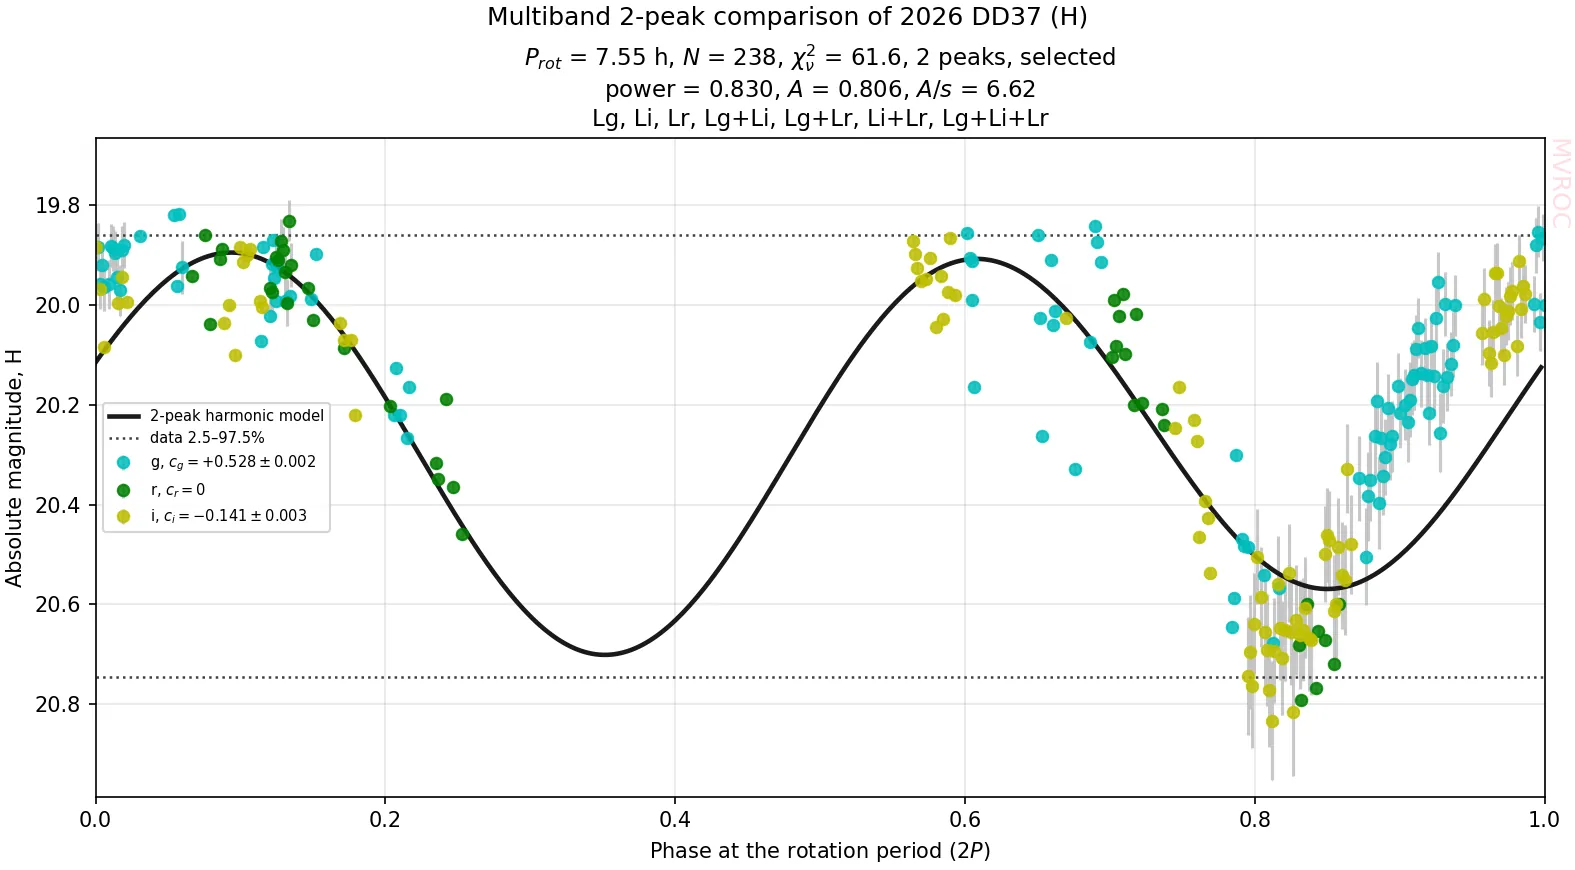 Multiband 2-peak comparison of 2026 DD37 (H)
P_rot = 7.55 h, N = 238, χ²_ν = 61.6, 2 peaks, selected
power = 0.830, A = 0.806, A/s = 6.62
Lg, Li, Lr, Lg+Li, Lg+Lr, Li+Lr, Lg+Li+Lr
MVROC
Absolute magnitude, H
19.8
20.0
20.2
20.4
20.6
20.8
2-peak harmonic model
data 2.5–97.5%
g, c_g = +0.528 ± 0.002
r, c_r = 0
i, c_i = −0.141 ± 0.003
0.0 0.2 0.4 0.6 0.8 1.0
Phase at the rotation period (2P)